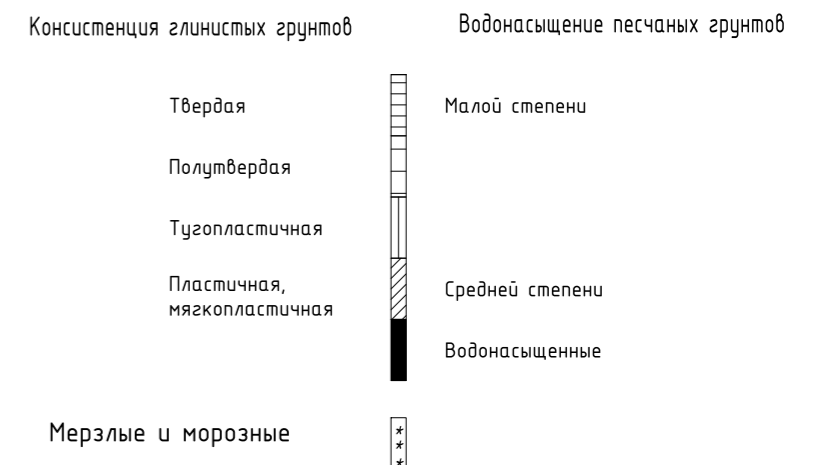 Консистенция глинистых грунтов
Водонасыщение песчаных грунтов
Твердая
Малой степени
Полутвердая
Тугопластичная
Пластичная,
мягкопластичная
Средней степени
Водонасыщенные
Мерзлые и морозные